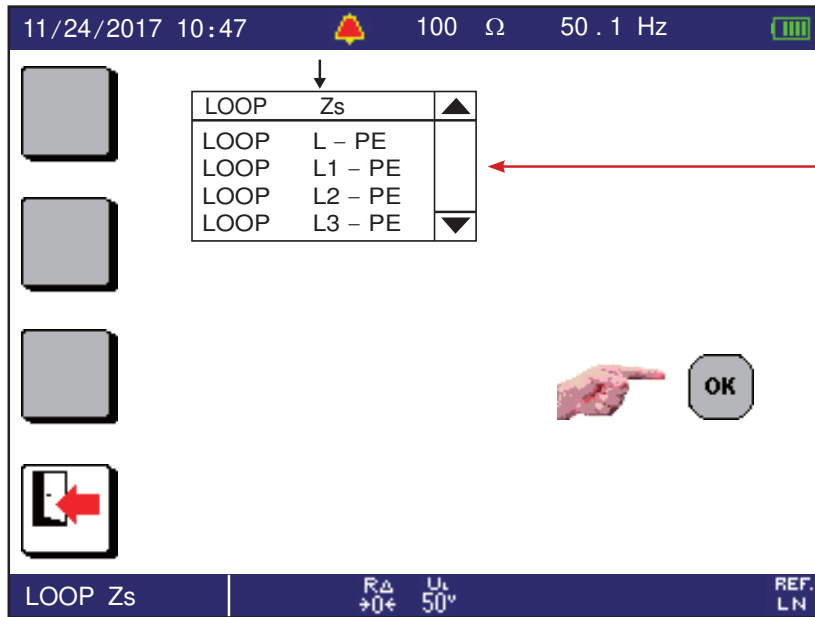 11/24/2017 10:47 100 Ω 50 . 1 Hz
LOOP Zs
LOOP L – PE
LOOP L1 – PE
LOOP L2 – PE
LOOP L3 – PE
OK
LOOP Zs RΔ UL REF.
→0← 50V LN